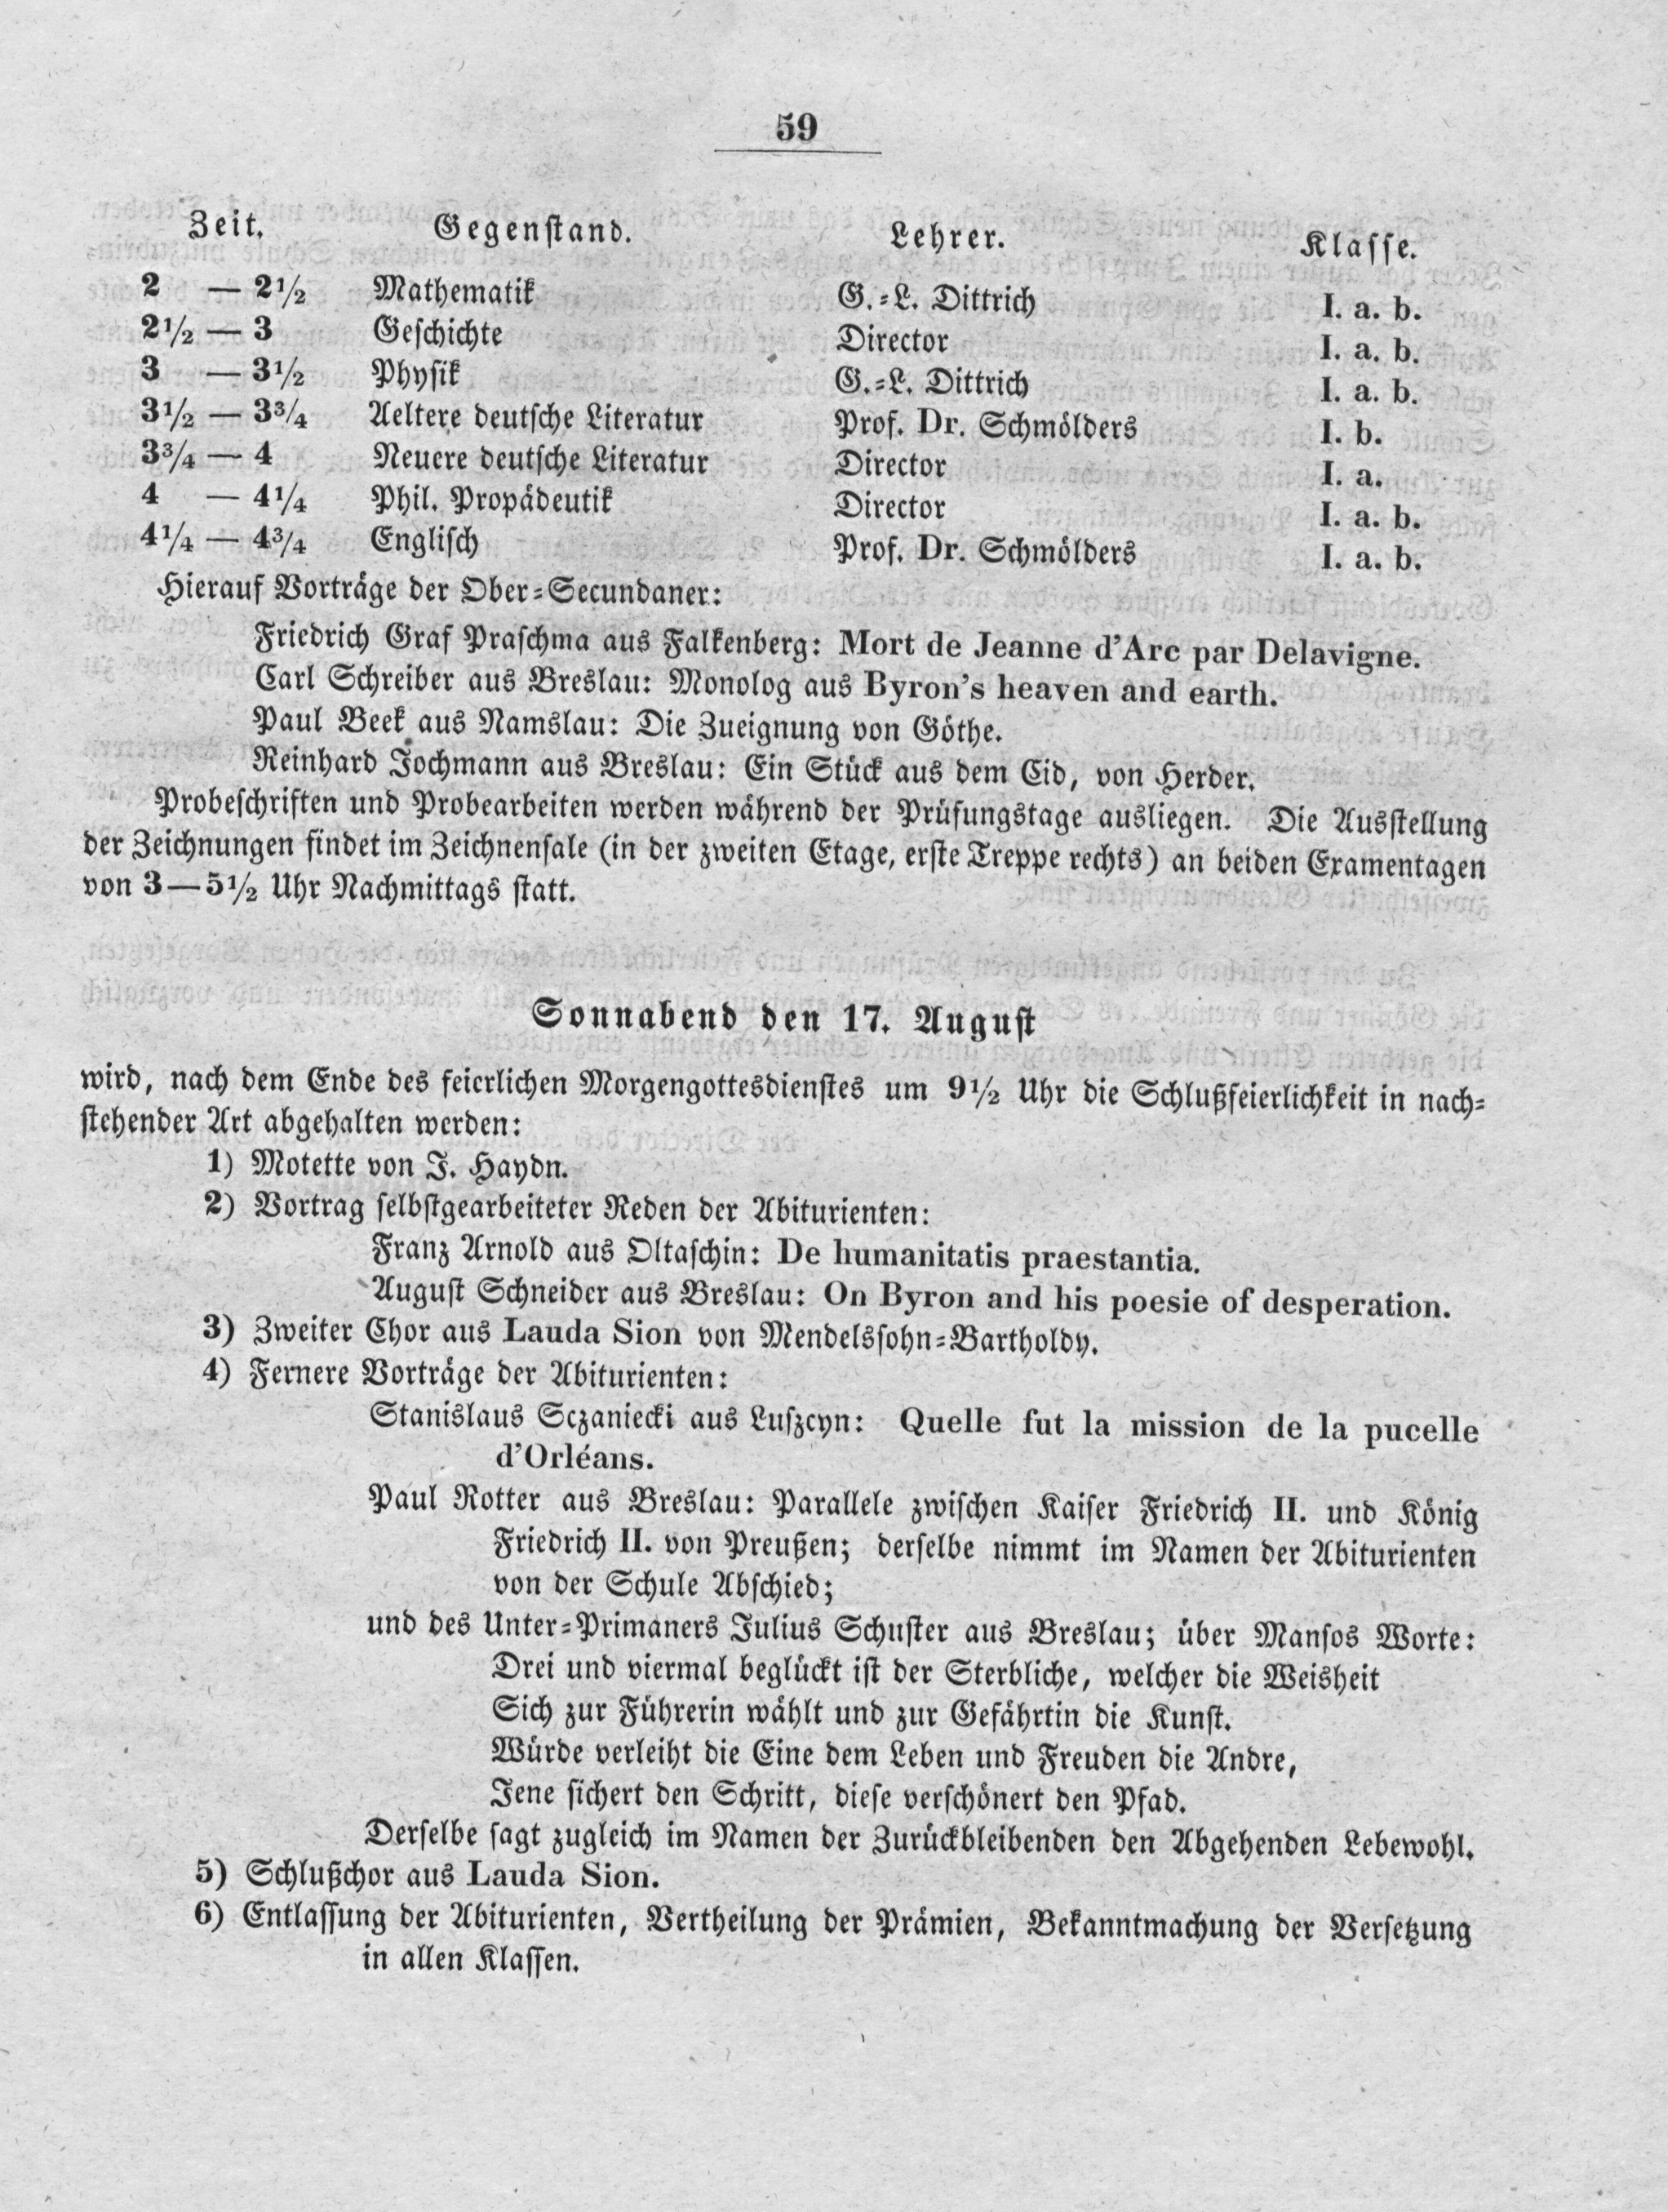 59
Zeit. Gegenstand. Lehrer. Klasse.
2 — 2½ Mathematik G.=L. Dittrich I. a. b.
2½ — 3 Geschichte Director I. a. b.
3 — 3½ Physik G.=L. Dittrich I. a. b.
3½ — 3¾ Aeltere deutsche Literatur Prof. Dr. Schmölders I. b.
3¾ — 4 Neuere deutsche Literatur Director I. a.
4 — 4¼ Phil. Propädeutik Director I. a. b.
4¼ — 4¾ Englisch Prof. Dr. Schmölders I. a. b.
Hierauf Vorträge der Ober=Secundaner:
Friedrich Graf Praschma aus Falkenberg: Mort de Jeanne d'Arc par Delavigne.
Carl Schreiber aus Breslau: Monolog aus Byron's heaven and earth.
Paul Beek aus Namslau: Die Zueignung von Göthe.
Reinhard Jochmann aus Breslau: Ein Stück aus dem Cid, von Herder.
Probeschriften und Probearbeiten werden während der Prüfungstage ausliegen. Die Ausstellung
der Zeichnungen findet im Zeichnensale (in der zweiten Etage, erste Treppe rechts) an beiden Examentagen
von 3—5½ Uhr Nachmittags statt.
Sonnabend den 17. August
wird, nach dem Ende des feierlichen Morgengottesdienstes um 9½ Uhr die Schlußfeierlichkeit in nach=
stehender Art abgehalten werden:
1) Motette von J. Haydn.
2) Vortrag selbstgearbeiteter Reden der Abiturienten:
Franz Arnold aus Oltaschin: De humanitatis praestantia.
August Schneider aus Breslau: On Byron and his poesie of desperation.
3) Zweiter Chor aus Lauda Sion von Mendelssohn=Bartholdy.
4) Fernere Vorträge der Abiturienten:
Stanislaus Sczaniecki aus Luszcyn: Quelle fut la mission de la pucelle
d'Orléans.
Paul Rotter aus Breslau: Parallele zwischen Kaiser Friedrich II. und König
Friedrich II. von Preußen; derselbe nimmt im Namen der Abiturienten
von der Schule Abschied;
und des Unter=Primaners Julius Schuster aus Breslau; über Mansos Worte:
Drei und viermal beglückt ist der Sterbliche, welcher die Weisheit
Sich zur Führerin wählt und zur Gefährtin die Kunst.
Würde verleiht die Eine dem Leben und Freuden die Andre,
Jene sichert den Schritt, diese verschönert den Pfad.
Derselbe sagt zugleich im Namen der Zurückbleibenden den Abgehenden Lebewohl.
5) Schlußchor aus Lauda Sion.
6) Entlassung der Abiturienten, Vertheilung der Prämien, Bekanntmachung der Versetzung
in allen Klassen.